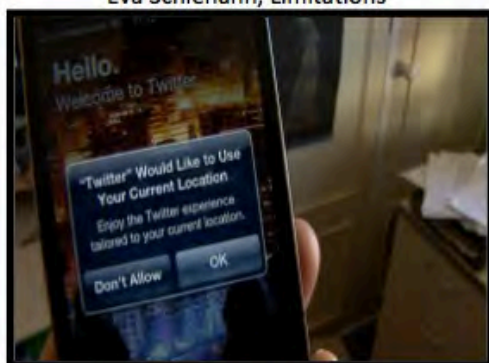 Limitations
Hello.
Welcome to Twitter
"Twitter" Would Like to Use
Your Current Location
Enjoy the Twitter experience
tailored to your current location.
Don't Allow
OK